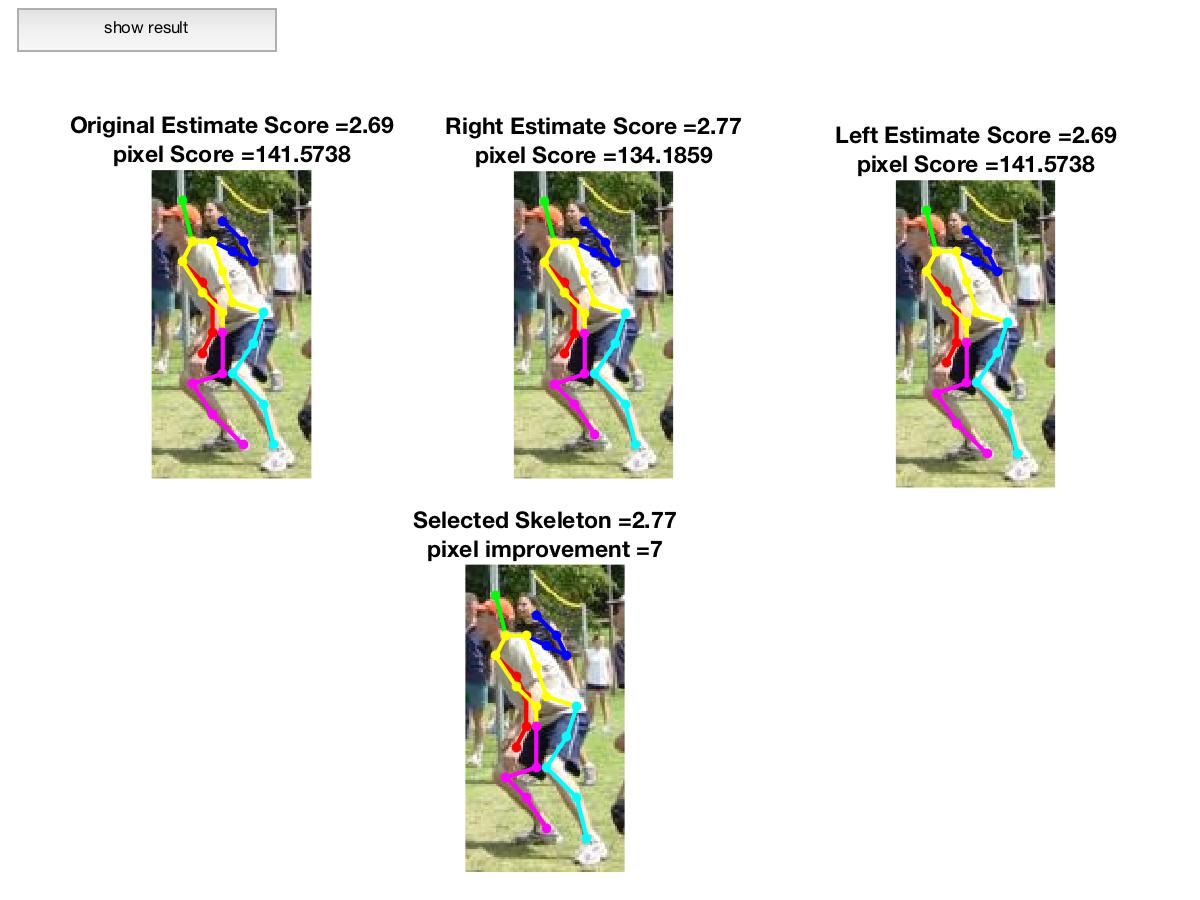 show result
Original Estimate Score =2.69
pixel Score =141.5738
Right Estimate Score =2.77
pixel Score =134.1859
Left Estimate Score =2.69
pixel Score =141.5738
Selected Skeleton =2.77
pixel improvement =7